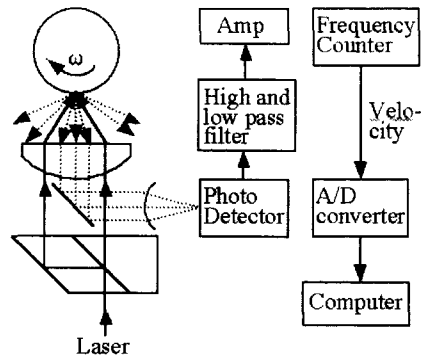 ω
Amp
High and
low pass
filter
Photo
Detector
Laser
Frequency
Counter
Velo-
city
A/D
converter
Computer